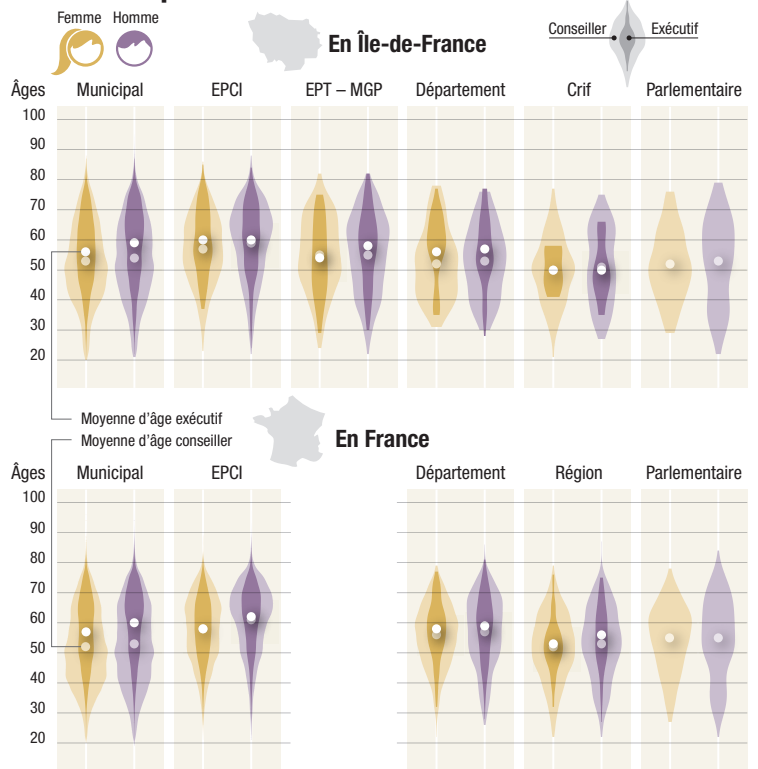 Femme Homme
En Île-de-France
Conseiller Exécutif
Âges Municipal EPCI EPT – MGP Département Crif Parlementaire
100
90
80
70
60
50
40
30
20
Moyenne d'âge exécutif
Moyenne d'âge conseiller
En France
Âges Municipal EPCI Département Région Parlementaire
100
90
80
70
60
50
40
30
20